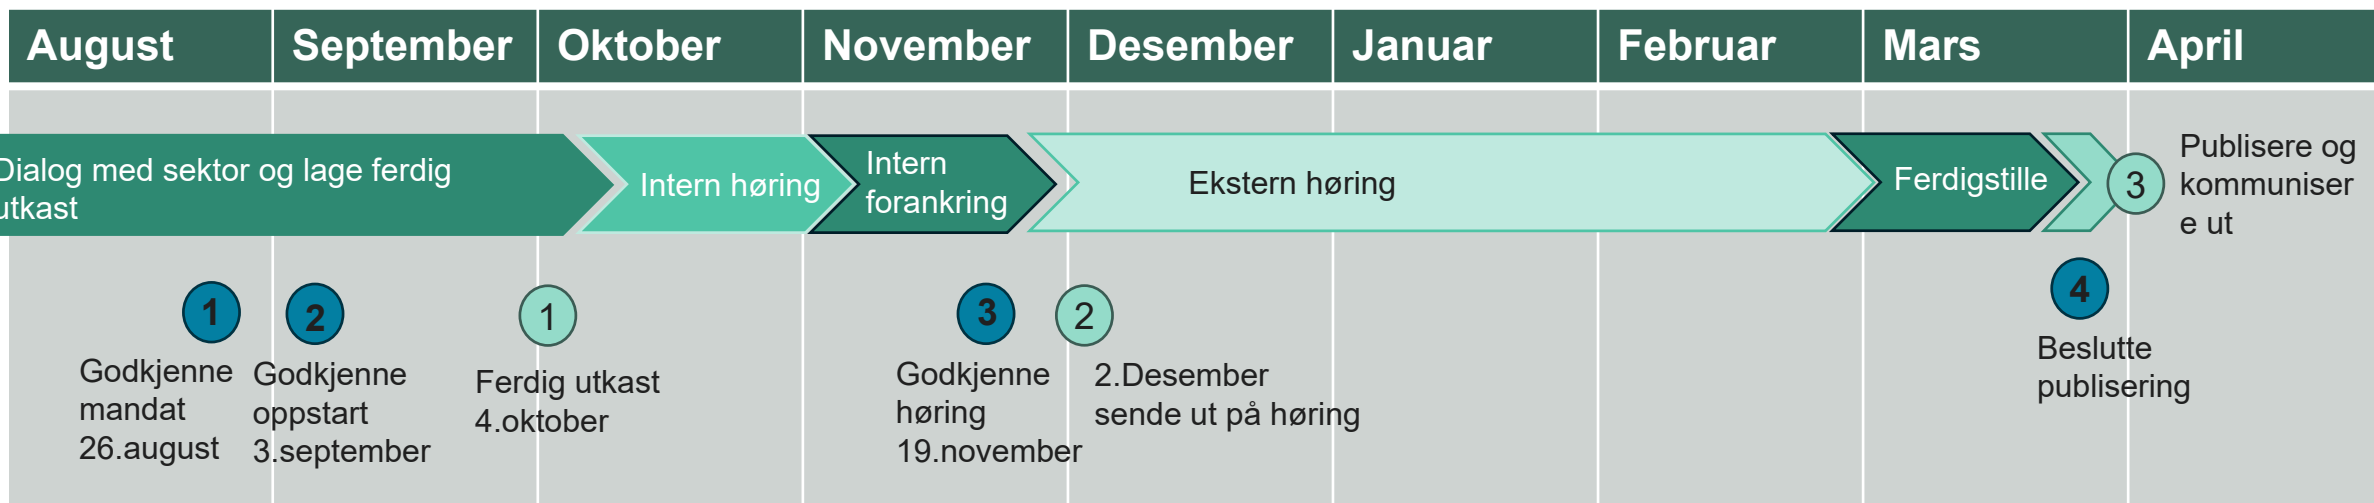 August September Oktober November Desember Januar Februar Mars April
Dialog med sektor og lage ferdig
utkast
Intern høring
Intern
forankring
Ekstern høring
Ferdigstille
3
Publisere og
kommuniser
e ut
1
Godkjenne
mandat
26.august
2
Godkjenne
oppstart
3.september
1
Ferdig utkast
4.oktober
3
Godkjenne
høring
19.november
2
2.Desember
sende ut på høring
4
Beslutte
publisering